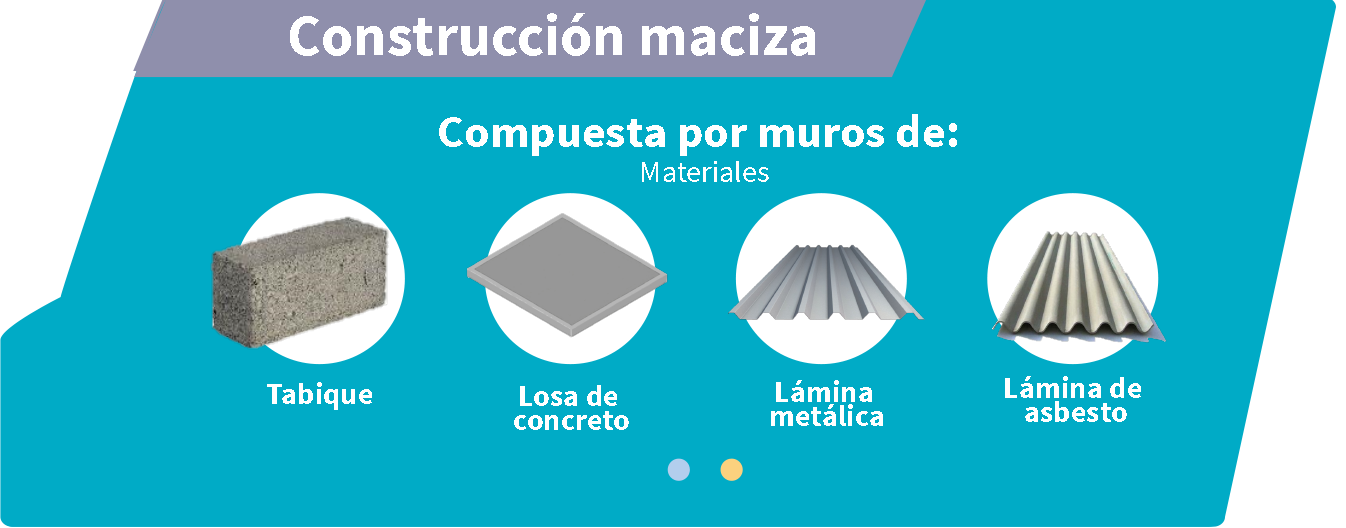 Construcción maciza
Compuesta por muros de:
Materiales
Tabique
Losa de
concreto
Lámina
metálica
Lámina de
asbesto